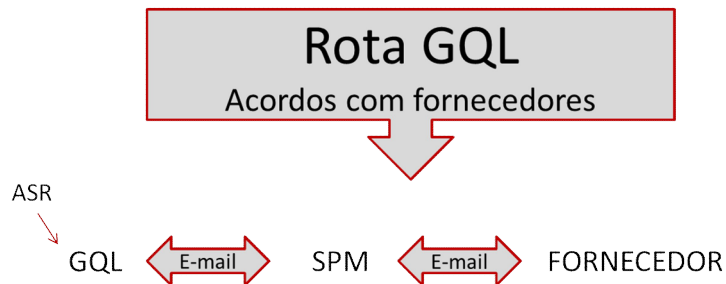 Rota GQL
Acordos com fornecedores
ASR
GQL E-mail SPM E-mail FORNECEDOR